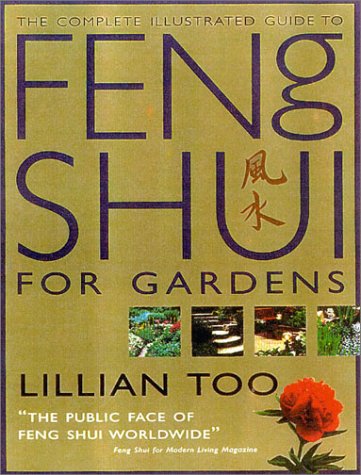 THE COMPLETE ILLUSTRATED GUIDE TO
FENg
SHUI
風水
FOR GARDENS
LILLIAN TOO
“THE PUBLIC FACE OF
FENG SHUI WORLDWIDE”
Feng Shui for Modern Living Magazine